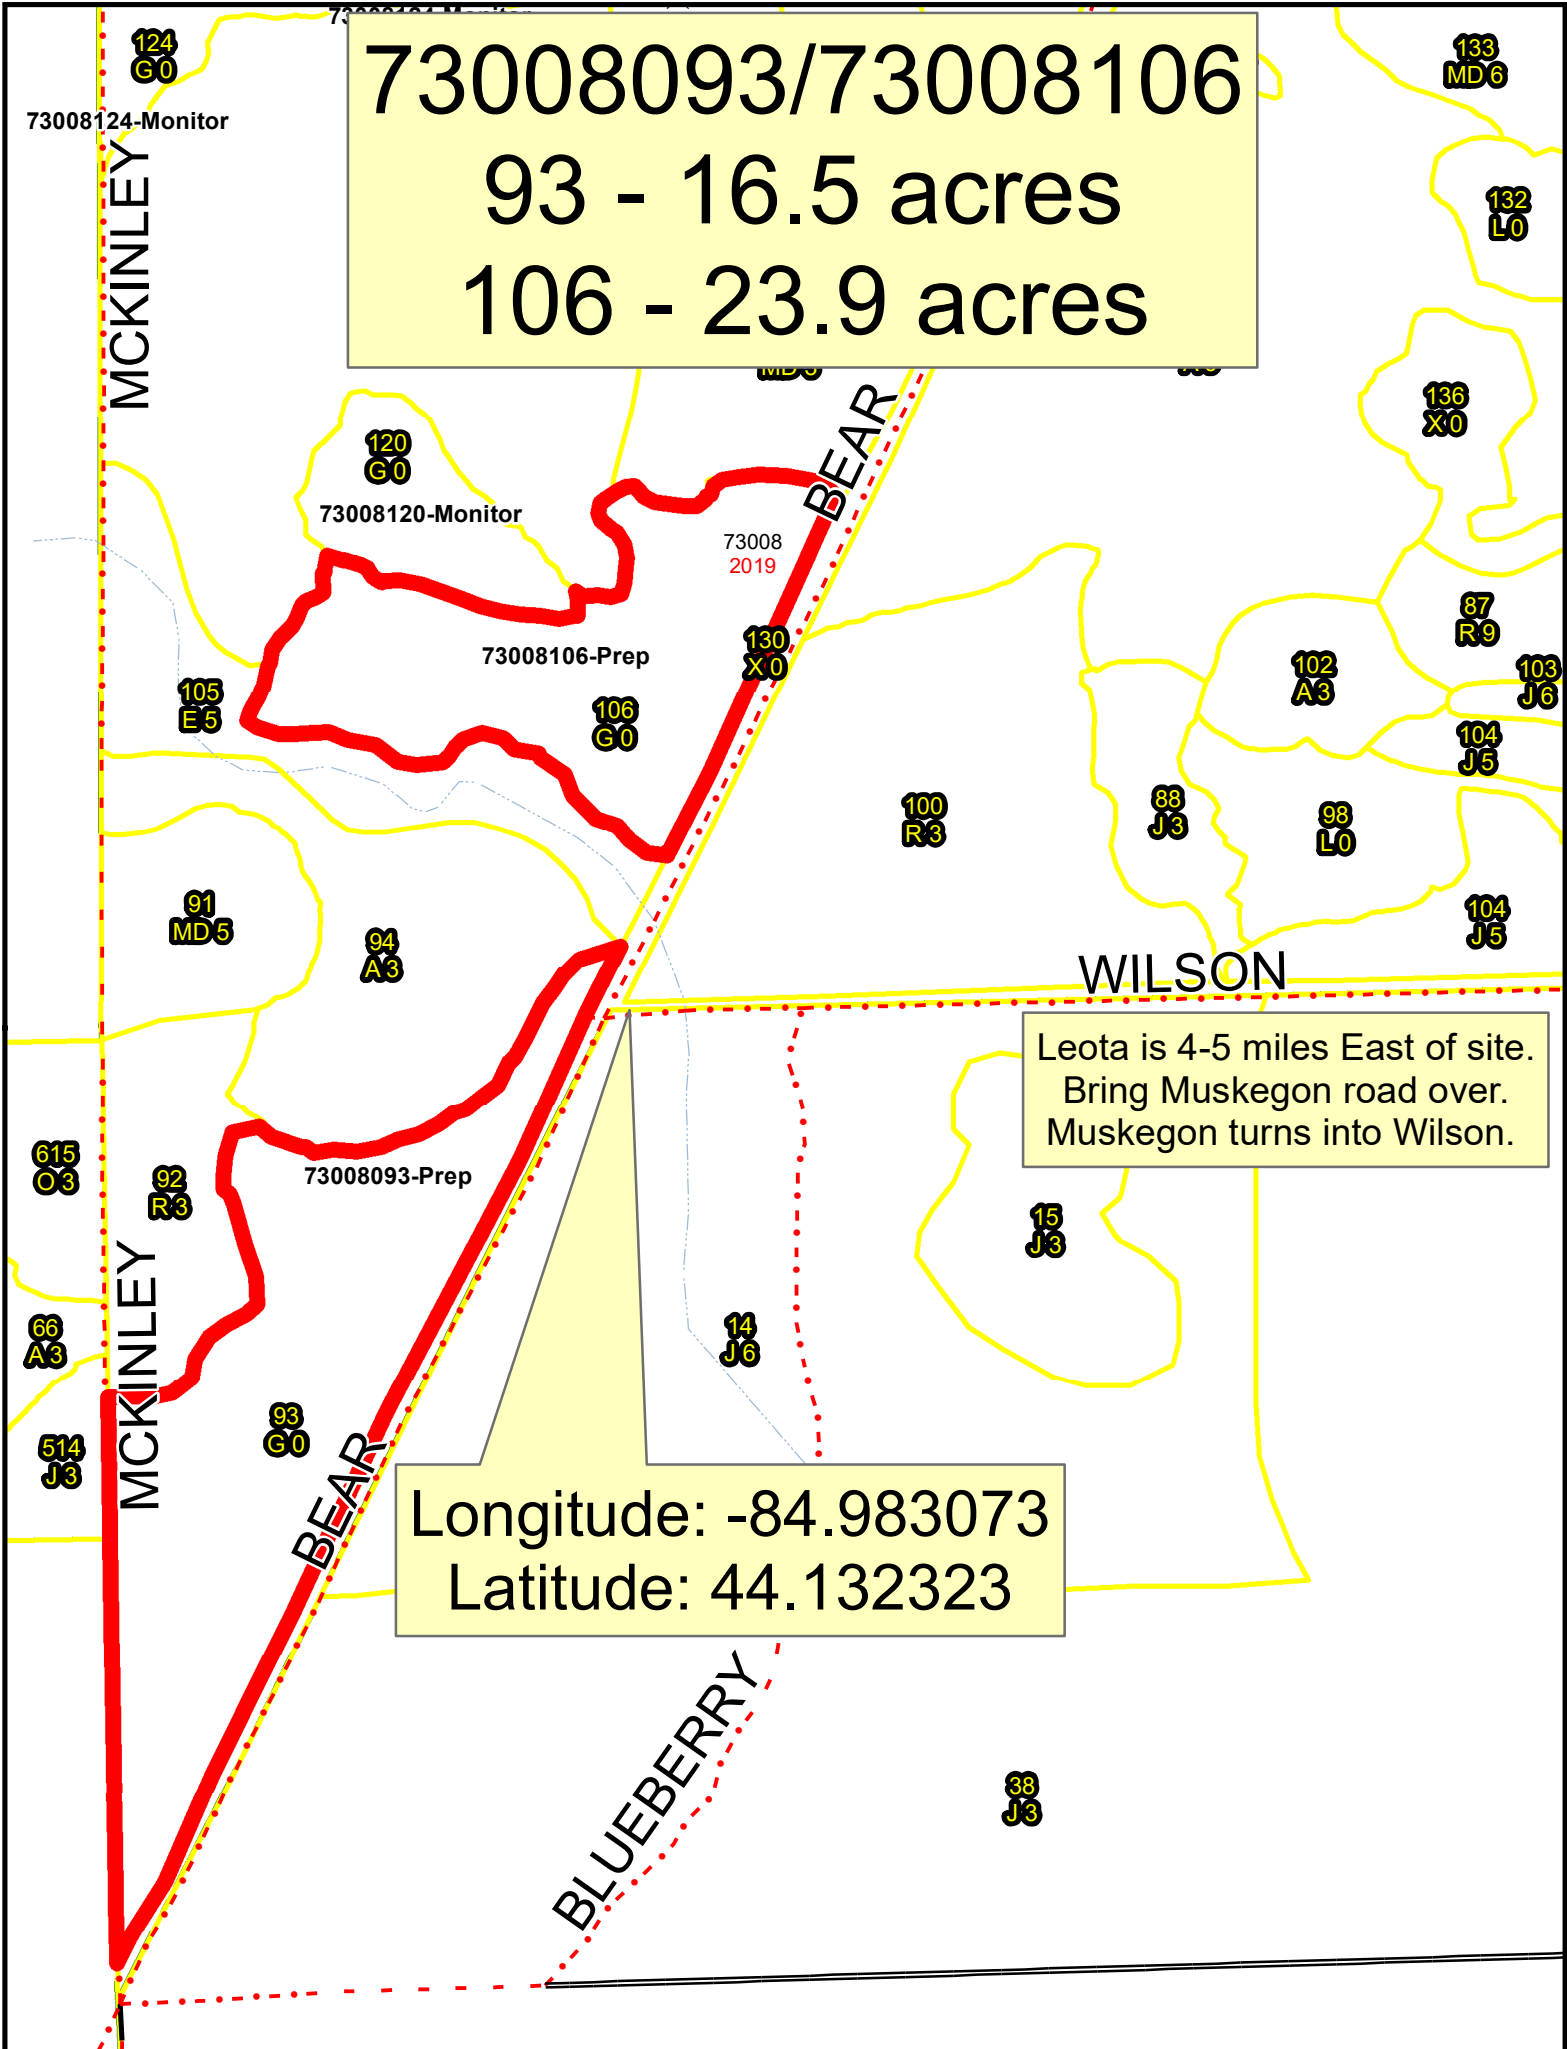 73008124-Monitor
124
G 0
73008093/73008106
93 - 16.5 acres
106 - 23.9 acres
133
MD 6
73008124-Monitor
MCKINLEY
132
L 0
136
X 0
BEAR
120
G 0
73008120-Monitor
73008
2019
73008106-Prep
130
X 0
87
R 9
102
A 3
103
J 6
105
E 5
106
G 0
104
J 5
100
R 3
88
J 3
98
L 0
91
MD 5
94
A 3
104
J 5
WILSON
Leota is 4-5 miles East of site.
Bring Muskegon road over.
Muskegon turns into Wilson.
615
O 3
92
R 3
73008093-Prep
15
J 3
66
A 3
14
J 6
MCKINLEY
93
G 0
514
J 3
BEAR
Longitude: -84.983073
Latitude: 44.132323
BLUEBERRY
38
J 3